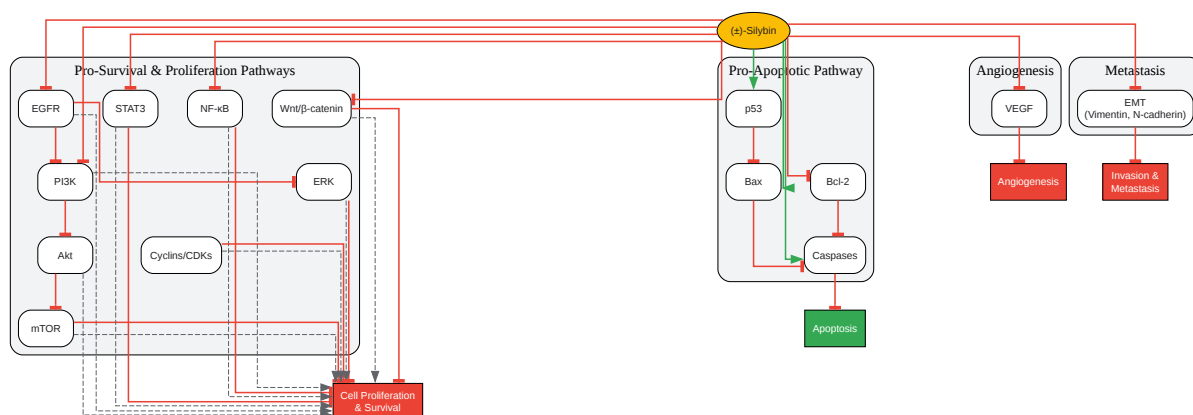 (±)-Silybin
Pro-Survival & Proliferation Pathways
Pro-Apoptotic Pathway
Angiogenesis
Metastasis
EGFR
STAT3
NF-κB
Wnt/β-catenin
p53
VEGF
EMT
(Vimentin, N-cadherin)
PI3K
ERK
Bax
Bcl-2
Angiogenesis
Invasion &
Metastasis
Akt
Cyclins/CDKs
Caspases
mTOR
Apoptosis
Cell Proliferation
& Survival